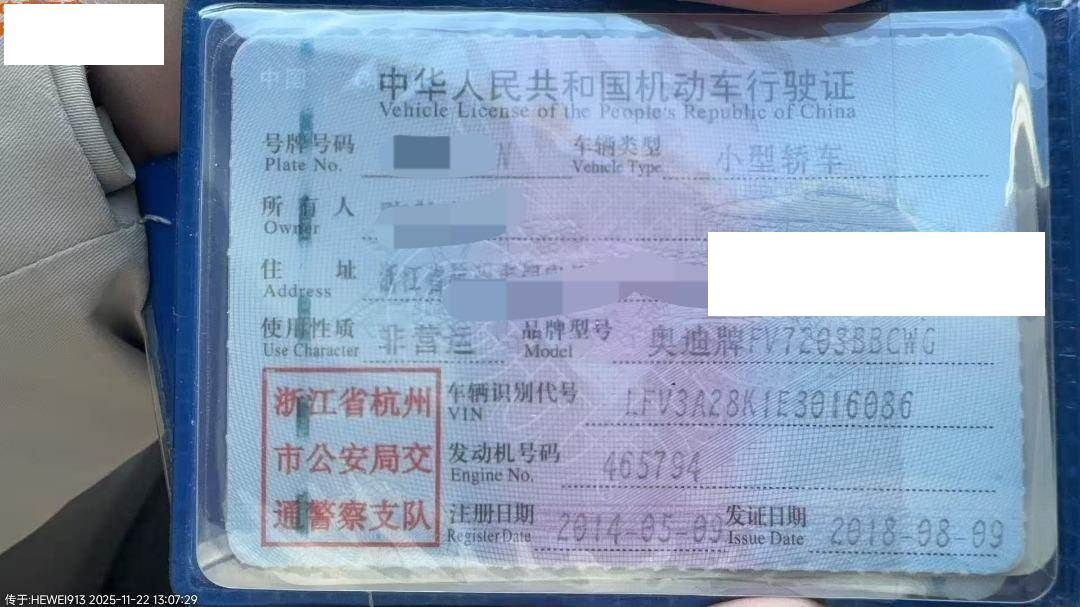 中华人民共和国机动车行驶证
Vehicle License of the People's Republic of China
号牌号码 N 车辆类型 小型轿车
Plate No. Vehicle Type
所有人
Owner
住址 浙江省
Address
使用性质 非营运 品牌型号 奥迪牌FV7203BBCWG
Use Character Model
浙江省杭州 车辆识别代号 LFV3A28K1E3016086
VIN
市公安局交 发动机号码 465794
Engine No.
通警察支队 注册日期 2014-05-09 发证日期 2018-08-09
Register Date Issue Date
传于:HEWEI913 2025-11-22 13:07:29